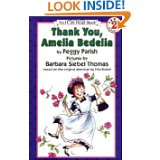 An I Can Read Book
Thank You,
Amelia Bedelia
by Peggy Parish
Pictures by
Barbara Siebel Thomas
based on the original drawings by Fritz Siebel
2